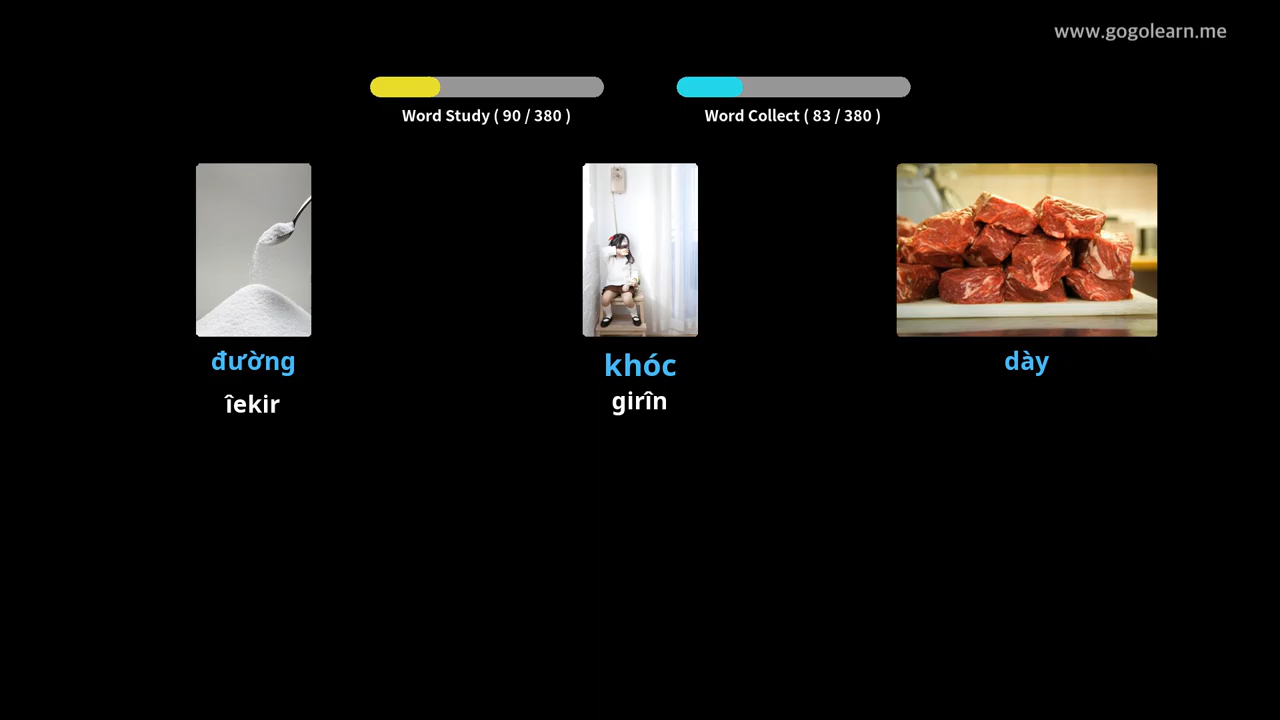 www.gogolearn.me
Word Study ( 90 / 380 )
Word Collect ( 83 / 380 )
đường
khóc
dày
îekir
girîn